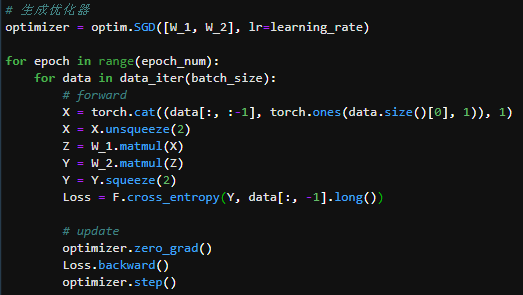 # 生成优化器
optimizer = optim.SGD([W_1, W_2], lr=learning_rate)
for epoch in range(epoch_num):
for data in data_iter(batch_size):
# forward
X = torch.cat((data[:, :-1], torch.ones(data.size()[0], 1)), 1)
X = X.unsqueeze(2)
Z = W_1.matmul(X)
Y = W_2.matmul(Z)
Y = Y.squeeze(2)
Loss = F.cross_entropy(Y, data[:, -1].long())
# update
optimizer.zero_grad()
Loss.backward()
optimizer.step()